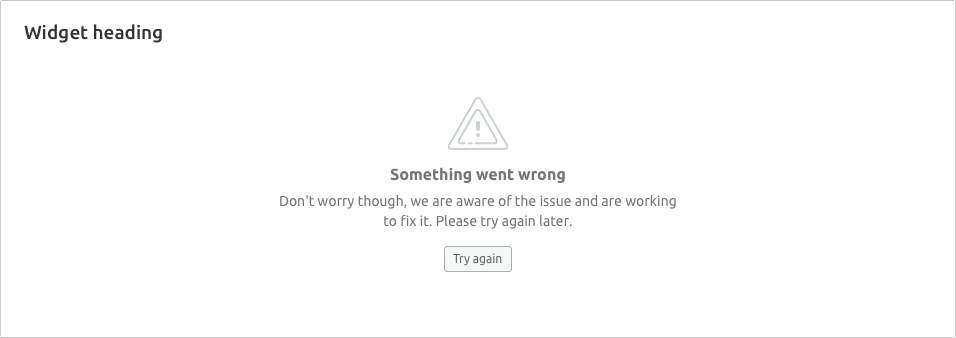 Widget heading
Something went wrong
Don't worry though, we are aware of the issue and are working
to fix it. Please try again later.
Try again